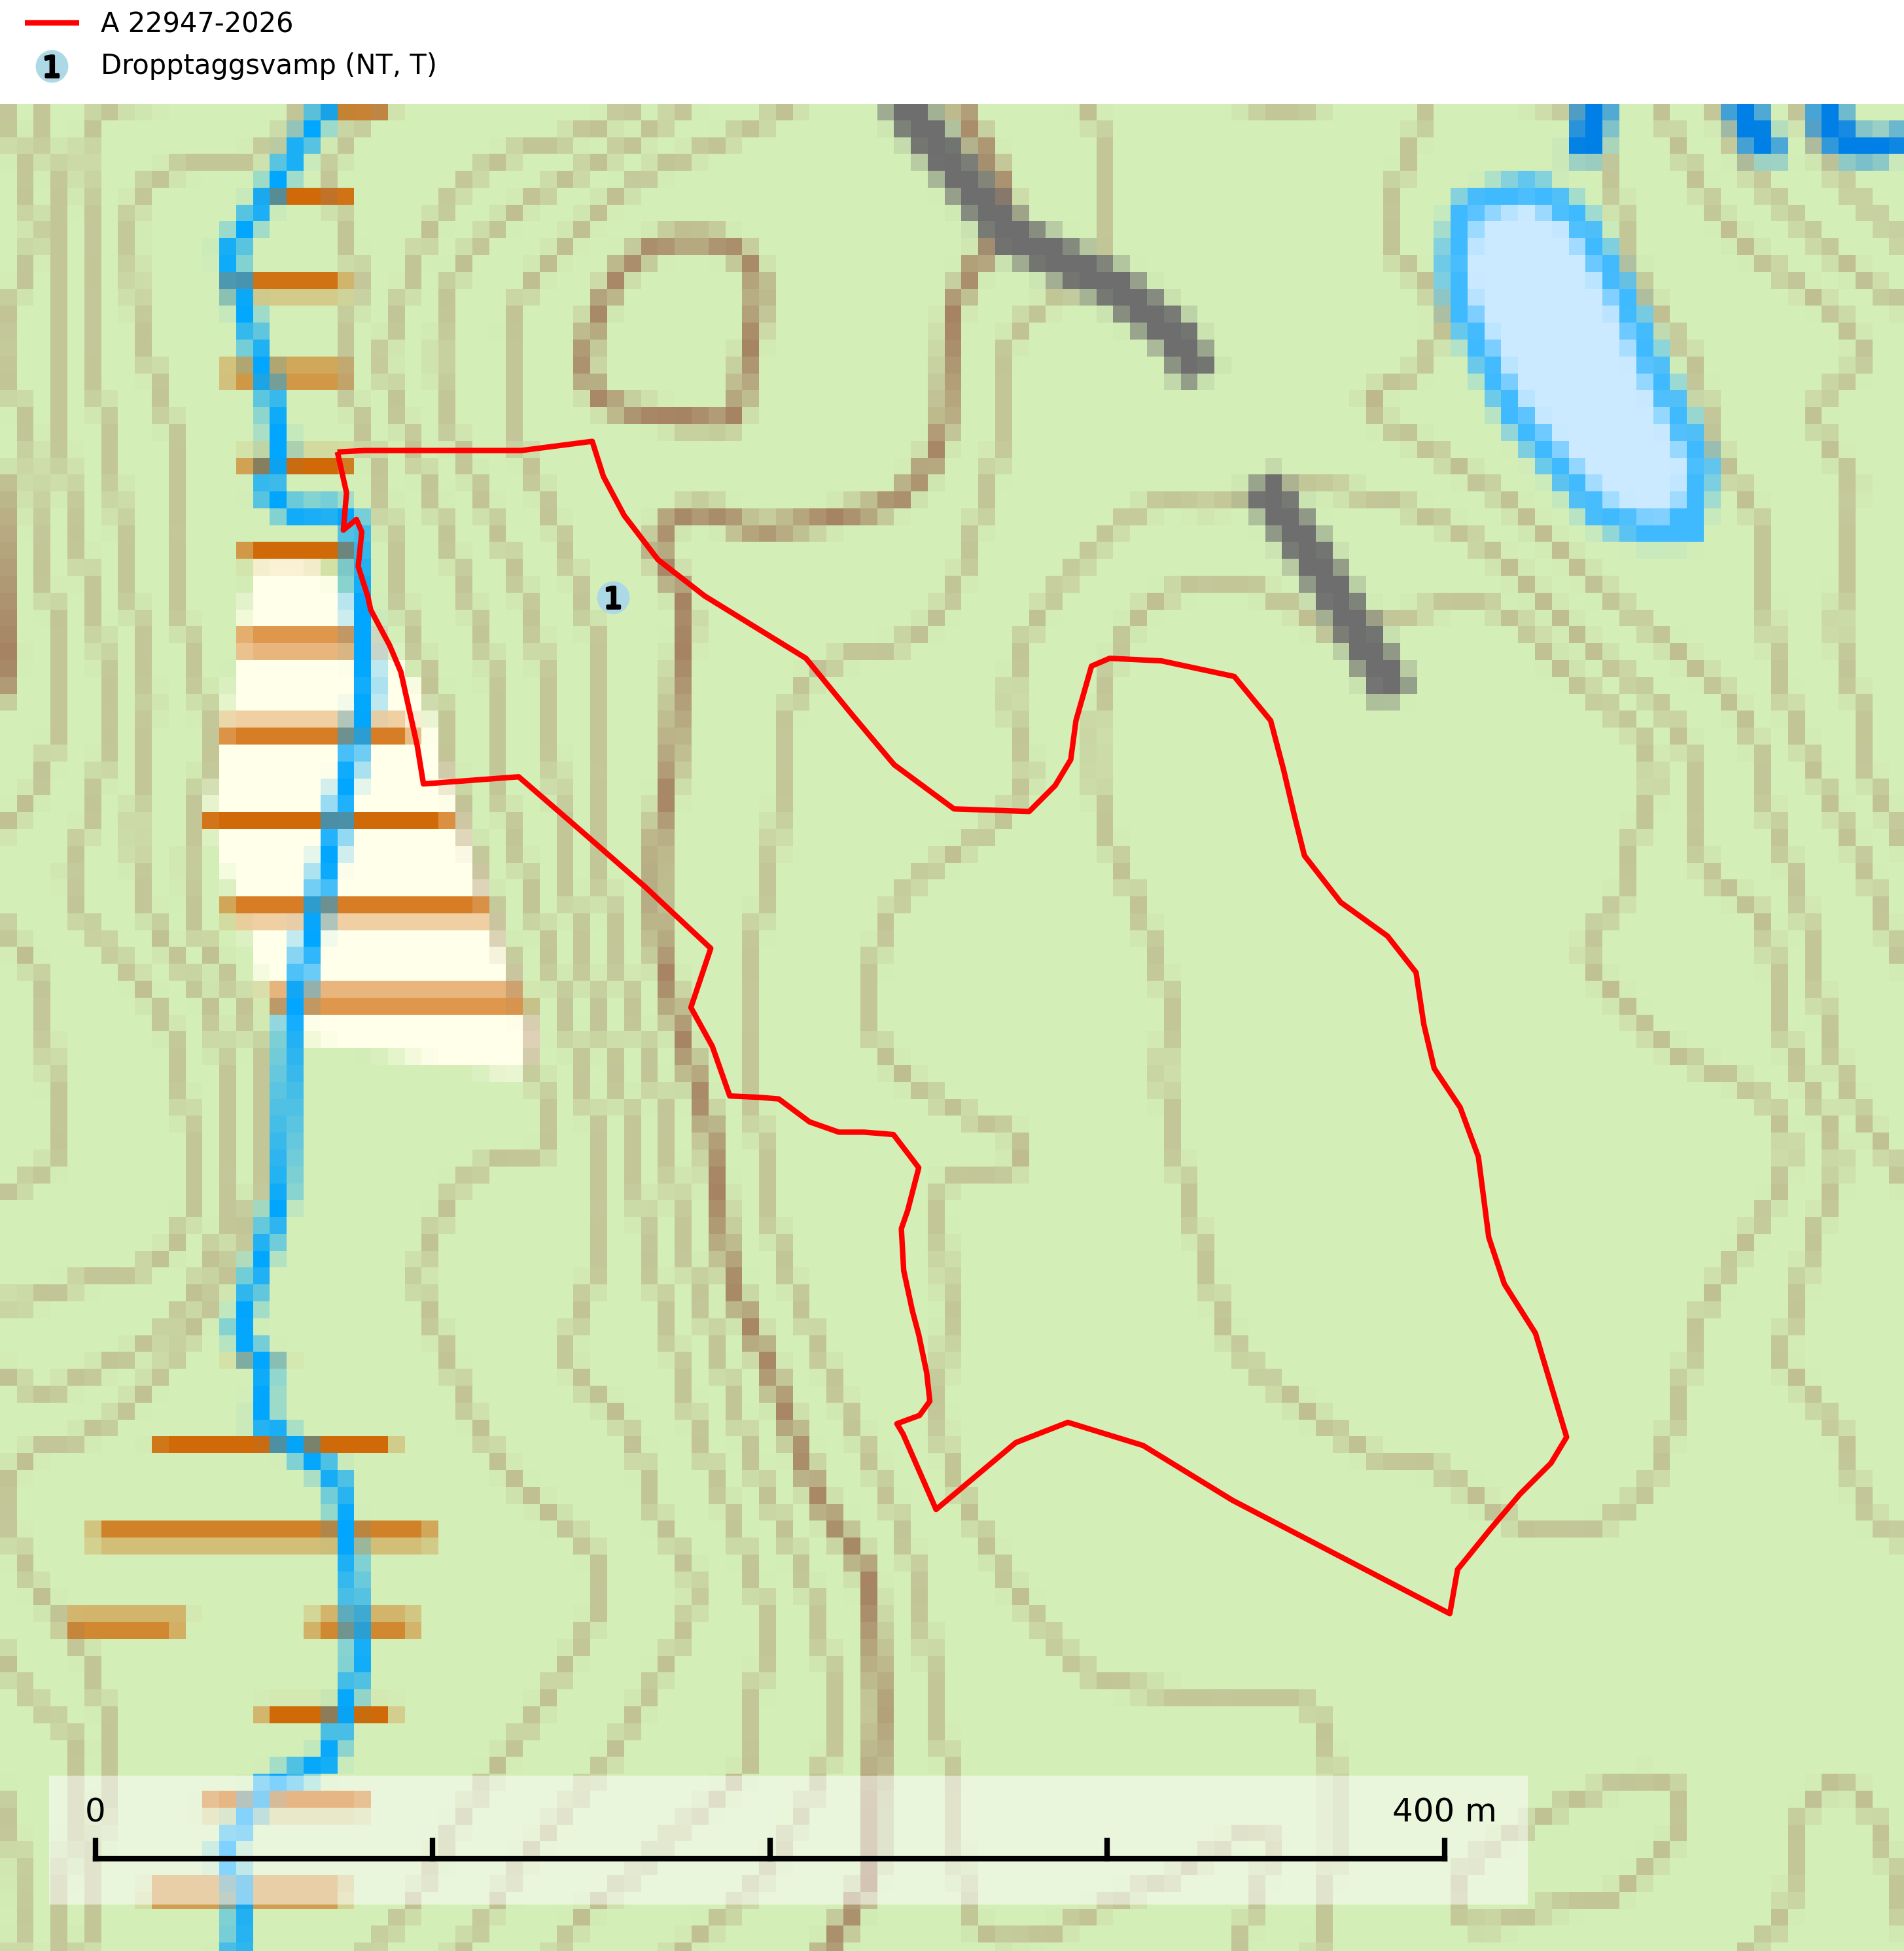 A 22947-2026
1 Dropptaggsvamp (NT, T)
1
0 400 m